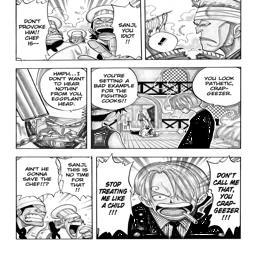 SANJI,
YOU
IDIOT
!!
DON'T
PROVOKE
HIM!!
CHEF
IS—
YOU LOOK
PATHETIC,
CRAP-
GEEZER.
YOU'RE
SETTING A
BAD EXAMPLE
FOR THE
FIGHTING
COOKS!!
HMPH... I
DON'T WANT
TO HEAR
NOTHIN'
FROM YOU,
EGGPLANT
HEAD.
DON'T
CALL ME
THAT,
YOU
CRAP-
GEEZER
!!!
STOP
TREATING
ME LIKE
A CHILD
!!!
SANJI,
THIS IS
NO TIME
FOR
THAT!!
AIN'T HE
GONNA
SAVE THE
CHEF!!?